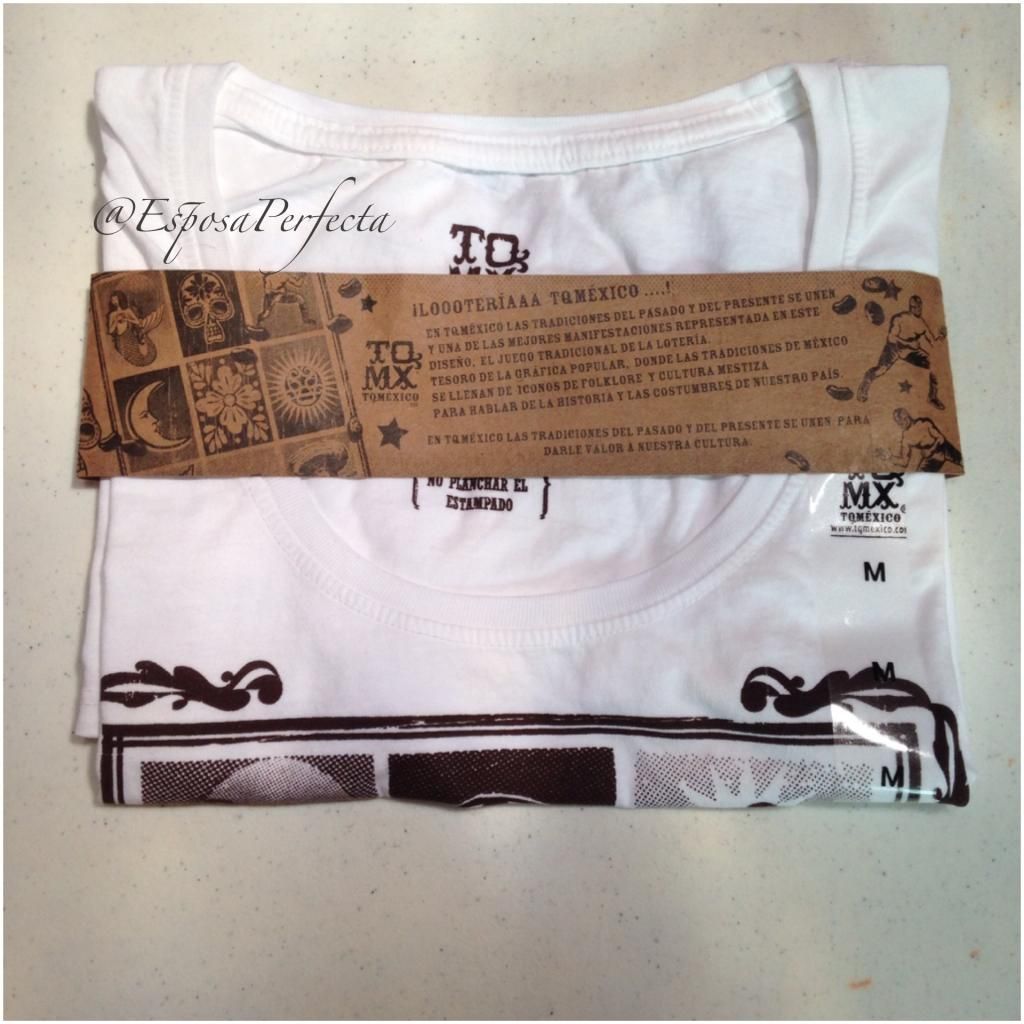 @EsposaPerfecta
TQ
MX
¡LOOOTERÍAAA TQMÉXICO ....!
EN TQMÉXICO LAS TRADICIONES DEL PASADO Y DEL PRESENTE SE UNEN
Y UNA DE LAS MEJORES MANIFESTACIONES REPRESENTADA EN ESTE
DISEÑO, EL JUEGO TRADICIONAL DE LA LOTERÍA.
TESORO DE LA GRÁFICA POPULAR, DONDE LAS TRADICIONES DE MÉXICO
SE LLENAN DE ICONOS DE FOLKLORE Y CULTURA MESTIZA
PARA HABLAR DE LA HISTORIA Y LAS COSTUMBRES DE NUESTRO PAÍS.
EN TQMÉXICO LAS TRADICIONES DEL PASADO Y DEL PRESENTE SE UNEN PARA
DARLE VALOR A NUESTRA CULTURA.
TQ
MX
TQMÉXICO
NO PLANCHAR EL
ESTAMPADO
MX
TQMÉXICO
www.tqmexico.co
M
M
M